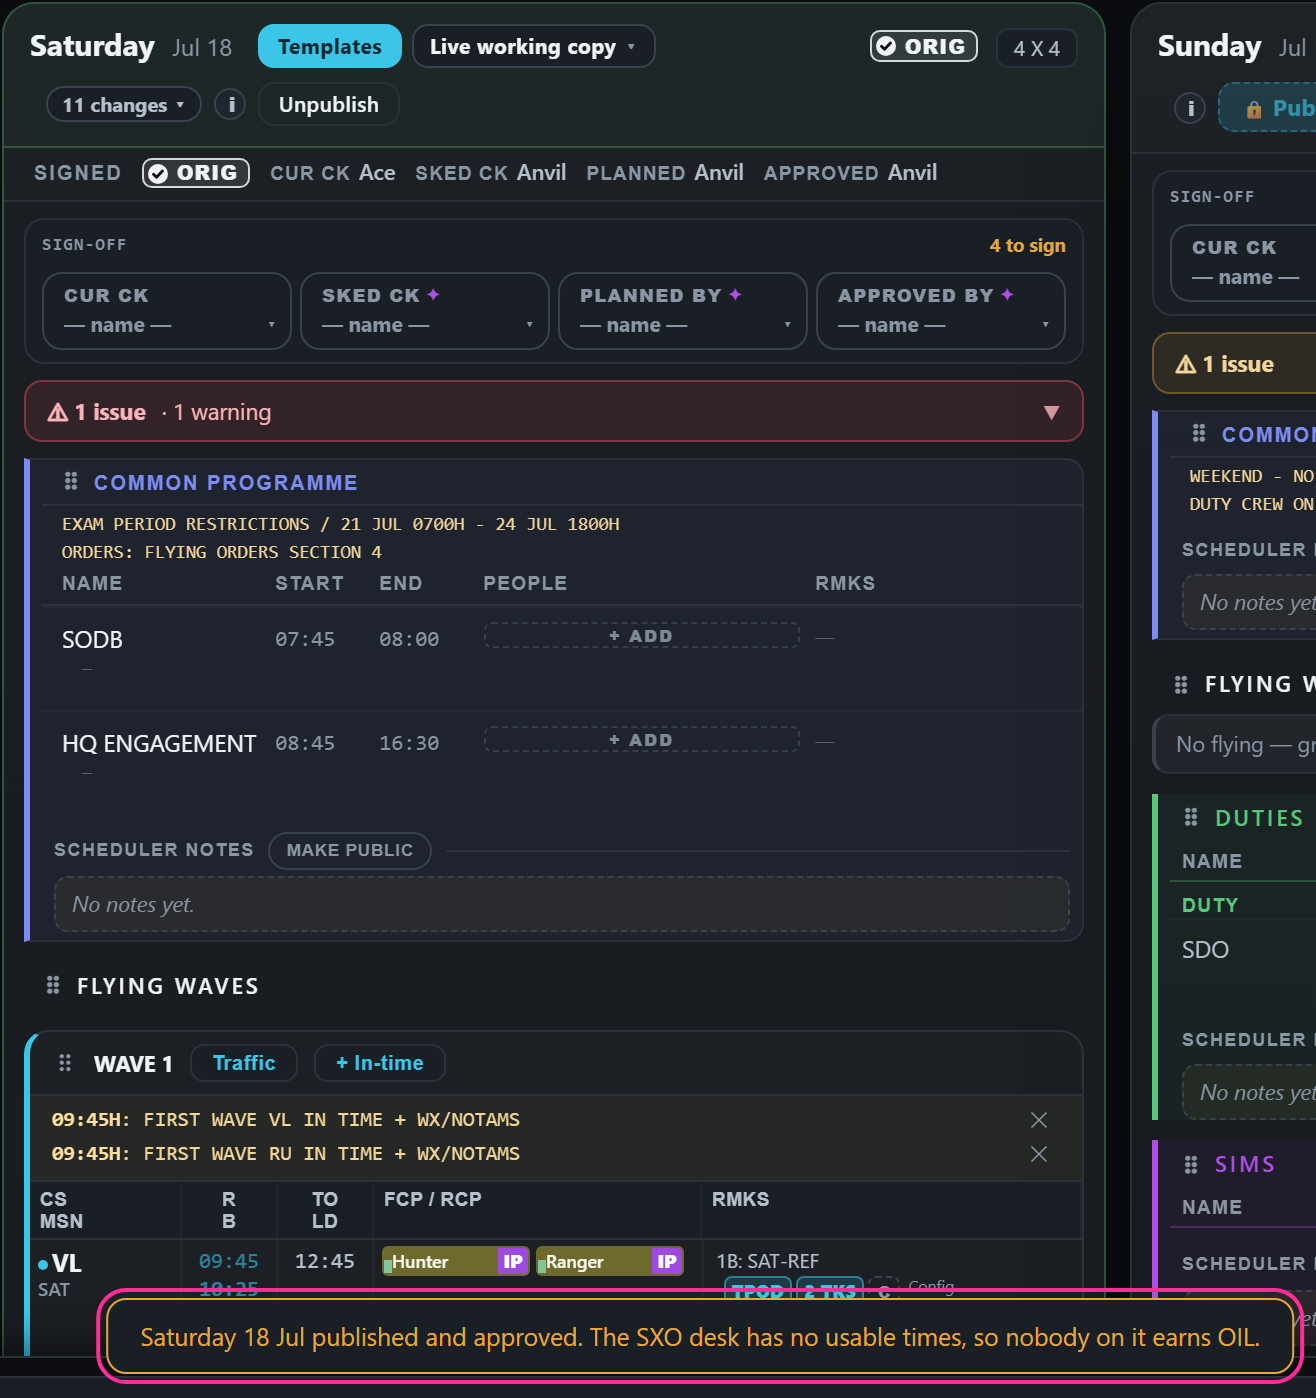 Saturday Jul 18 Templates Live working copy ▾ ORIG 4 X 4
11 changes ▾ i Unpublish
SIGNED ORIG CUR CK Ace SKED CK Anvil PLANNED Anvil APPROVED Anvil
SIGN-OFF 4 to sign
CUR CK SKED CK ✦ PLANNED BY ✦ APPROVED BY ✦
— name — ▾ — name — ▾ — name — ▾ — name — ▾
⚠ 1 issue · 1 warning ▼
COMMON PROGRAMME
EXAM PERIOD RESTRICTIONS / 21 JUL 0700H - 24 JUL 1800H
ORDERS: FLYING ORDERS SECTION 4
NAME START END PEOPLE RMKS
SODB 07:45 08:00 + ADD —
–
HQ ENGAGEMENT 08:45 16:30 + ADD —
–
SCHEDULER NOTES MAKE PUBLIC
No notes yet.
FLYING WAVES
WAVE 1 Traffic + In-time
09:45H: FIRST WAVE VL IN TIME + WX/NOTAMS ✕
09:45H: FIRST WAVE RU IN TIME + WX/NOTAMS ✕
CS R TO FCP / RCP RMKS
MSN B LD
VL 09:45 12:45 Hunter IP Ranger IP 1B: SAT-REF
SAT 10:25 TPOD 2 TKS C Config
Saturday 18 Jul published and approved. The SXO desk has no usable times, so nobody on it earns OIL.
Sunday Jul
i 🔒 Pub
SIGN-OFF
CUR CK
— name —
⚠ 1 issue
COMMON
WEEKEND - NO
DUTY CREW ON
SCHEDULER
No notes yet
FLYING W
No flying — gr
DUTIES
NAME
DUTY
SDO
SCHEDULER
No notes yet
SIMS
NAME
SCHEDULER